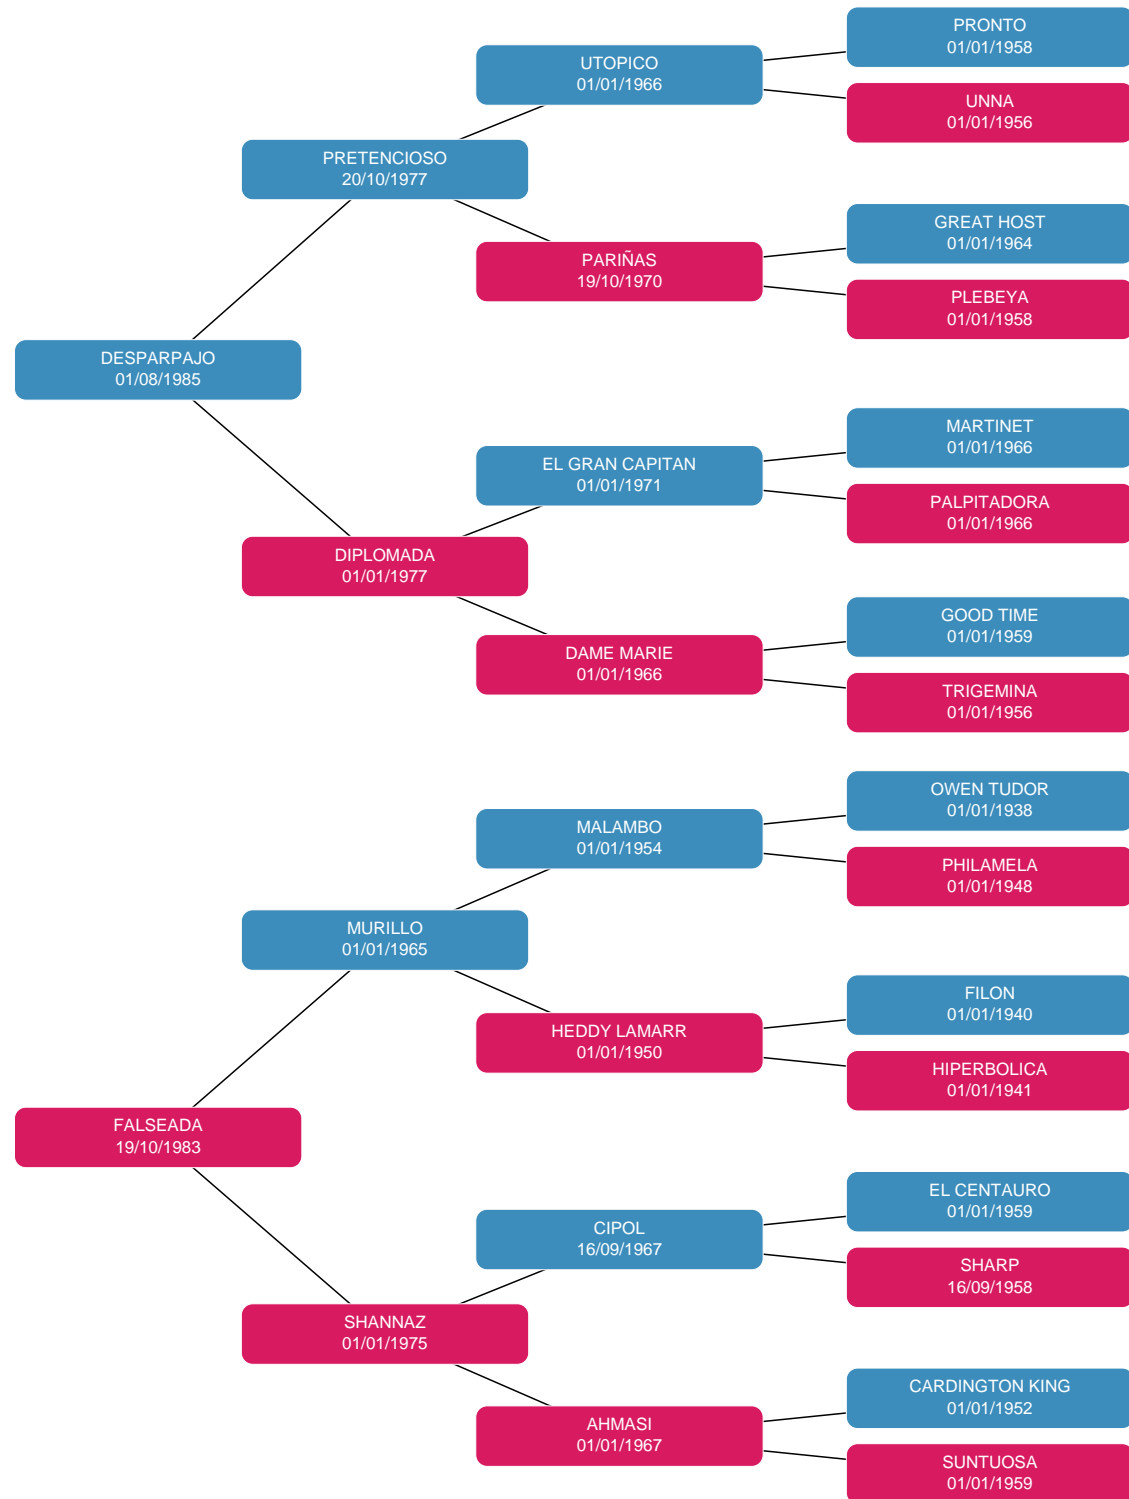 PRONTO
01/01/1958
UTOPICO
01/01/1966
UNNA
01/01/1956
PRETENCIOSO
20/10/1977
GREAT HOST
01/01/1964
PARIÑAS
19/10/1970
PLEBEYA
01/01/1958
DESPARPAJO
01/08/1985
MARTINET
01/01/1966
EL GRAN CAPITAN
01/01/1971
PALPITADORA
01/01/1966
DIPLOMADA
01/01/1977
GOOD TIME
01/01/1959
DAME MARIE
01/01/1966
TRIGEMINA
01/01/1956
OWEN TUDOR
01/01/1938
MALAMBO
01/01/1954
PHILAMELA
01/01/1948
MURILLO
01/01/1965
FILON
01/01/1940
HEDDY LAMARR
01/01/1950
HIPERBOLICA
01/01/1941
FALSEADA
19/10/1983
EL CENTAURO
01/01/1959
CIPOL
16/09/1967
SHARP
16/09/1958
SHANNAZ
01/01/1975
CARDINGTON KING
01/01/1952
AHMASI
01/01/1967
SUNTUOSA
01/01/1959